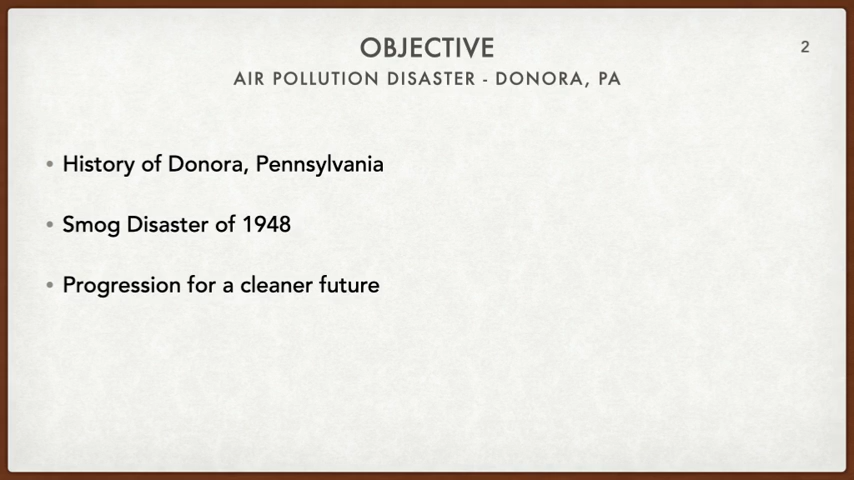 OBJECTIVE
2
AIR POLLUTION DISASTER - DONORA, PA
• History of Donora, Pennsylvania
• Smog Disaster of 1948
• Progression for a cleaner future